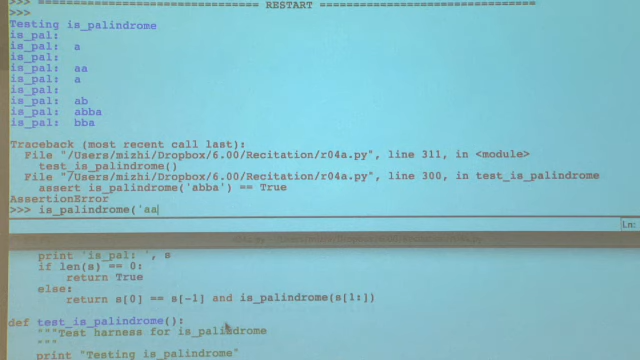 >>> ================================ RESTART ================================
>>>
Testing is_palindrome
is_pal:
is_pal:  a
is_pal:
is_pal:  aa
is_pal:  a
is_pal:
is_pal:  ab
is_pal:  abba
is_pal:  bba
Traceback (most recent call last):
File "/Users/mizhi/Dropbox/6.00/Recitation/r04a.py", line 311, in <module>
test_is_palindrome()
File "/Users/mizhi/Dropbox/6.00/Recitation/r04a.py", line 300, in test_is_palindrome
assert is_palindrome('abba') == True
AssertionError
>>> is_palindrome('aa
Ln:
print 'is_pal: ', s
if len(s) == 0:
return True
else:
return s[0] == s[-1] and is_palindrome(s[1:])
def test_is_palindrome():
"""Test harness for is_palindrome
"""
print "Testing is_palindrome"